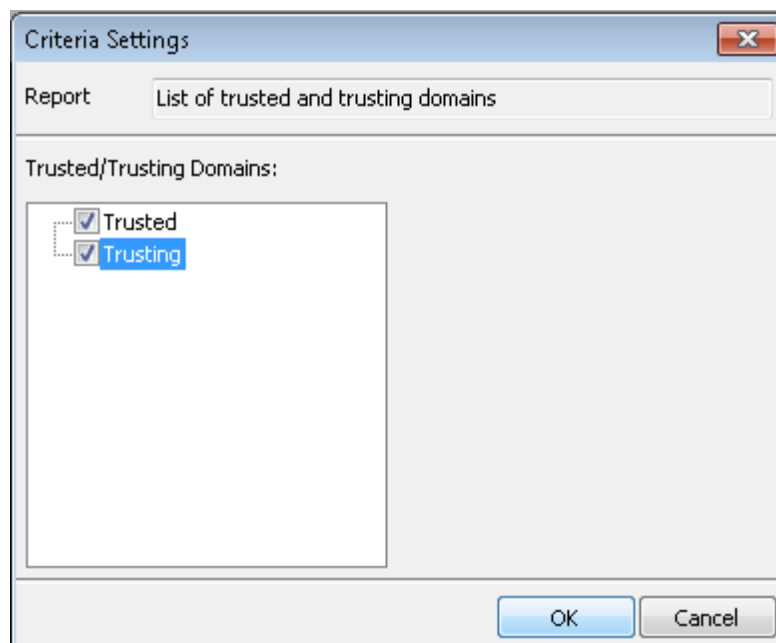 Criteria Settings
Report List of trusted and trusting domains
Trusted/Trusting Domains:
Trusted
Trusting
OK Cancel